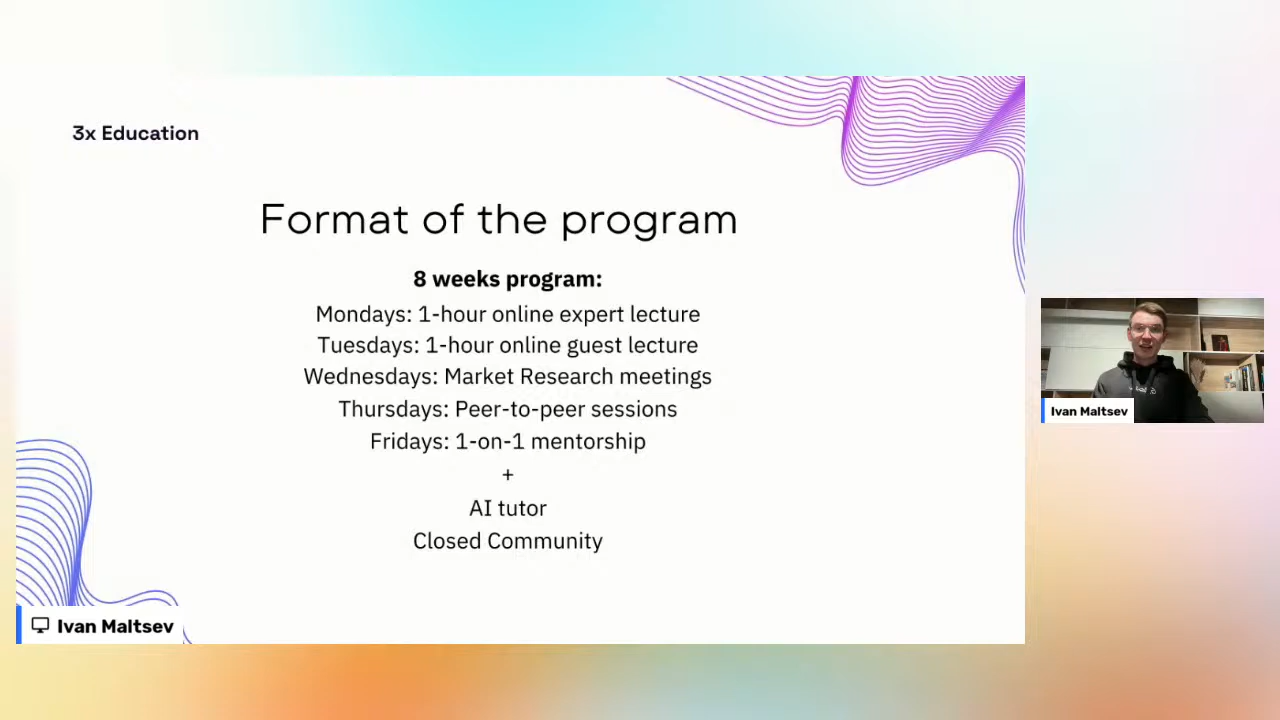 3x Education
Format of the program
8 weeks program:
Mondays: 1-hour online expert lecture
Tuesdays: 1-hour online guest lecture
Wednesdays: Market Research meetings
Thursdays: Peer-to-peer sessions
Fridays: 1-on-1 mentorship
+
AI tutor
Closed Community
Ivan Maltsev
Ivan Maltsev